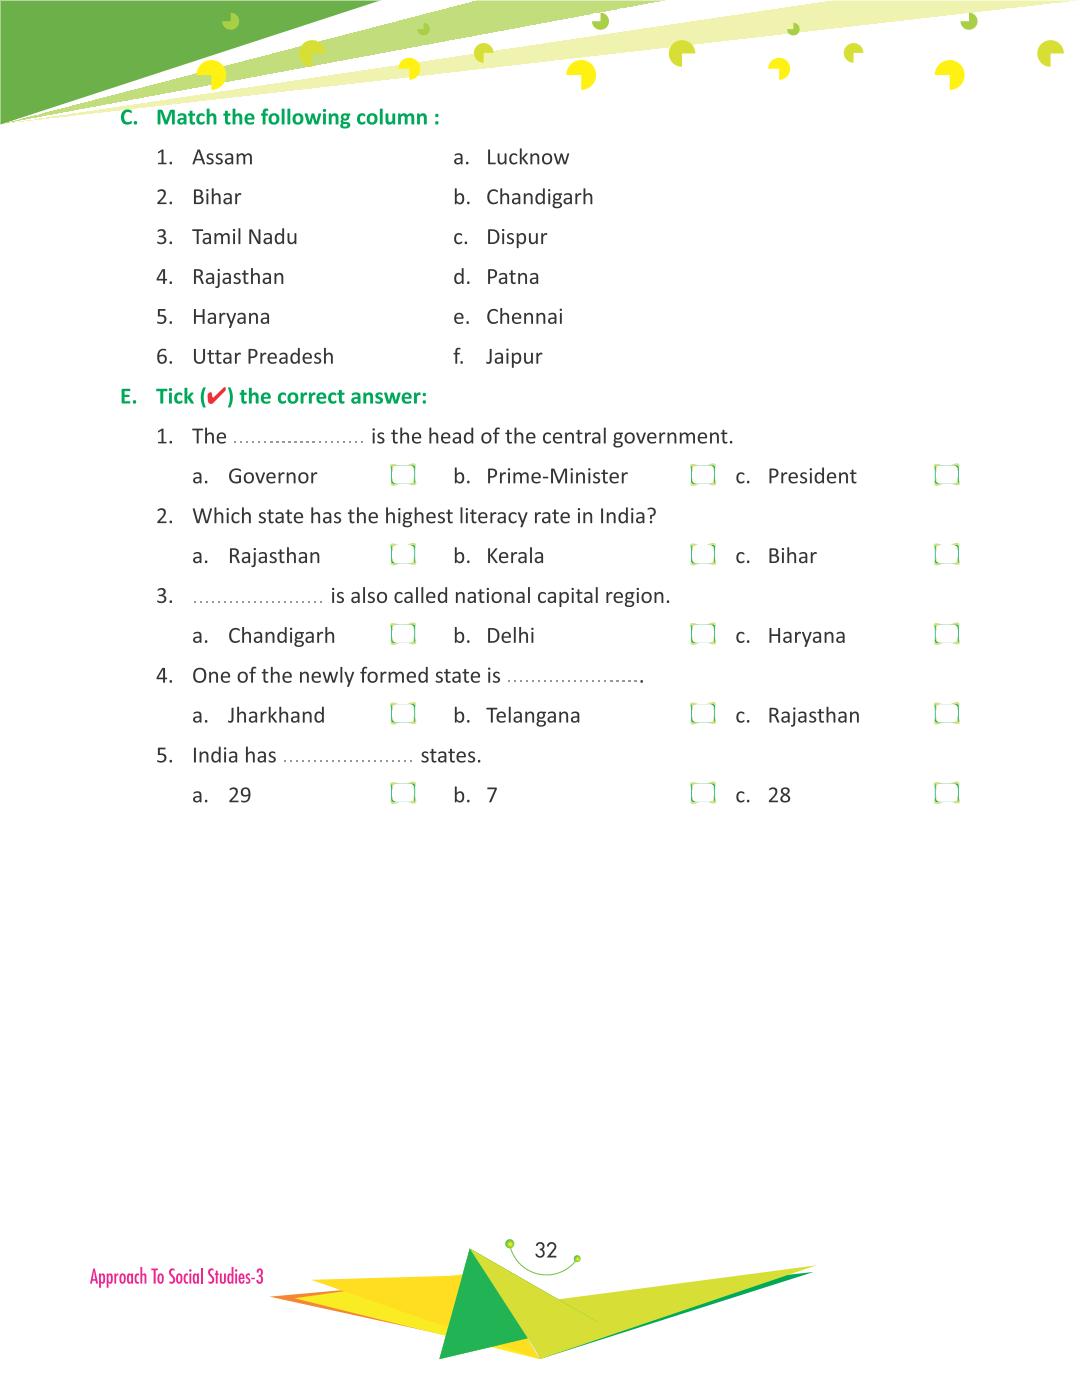 C. Match the following column :
1. Assam a. Lucknow
2. Bihar b. Chandigarh
3. Tamil Nadu c. Dispur
4. Rajasthan d. Patna
5. Haryana e. Chennai
6. Uttar Preadesh f. Jaipur
E. Tick (✔) the correct answer:
1. The ...................... is the head of the central government.
a. Governor b. Prime-Minister c. President
2. Which state has the highest literacy rate in India?
a. Rajasthan b. Kerala c. Bihar
3. ...................... is also called national capital region.
a. Chandigarh b. Delhi c. Haryana
4. One of the newly formed state is .......................
a. Jharkhand b. Telangana c. Rajasthan
5. India has ...................... states.
a. 29 b. 7 c. 28
32
Approach To Social Studies-3